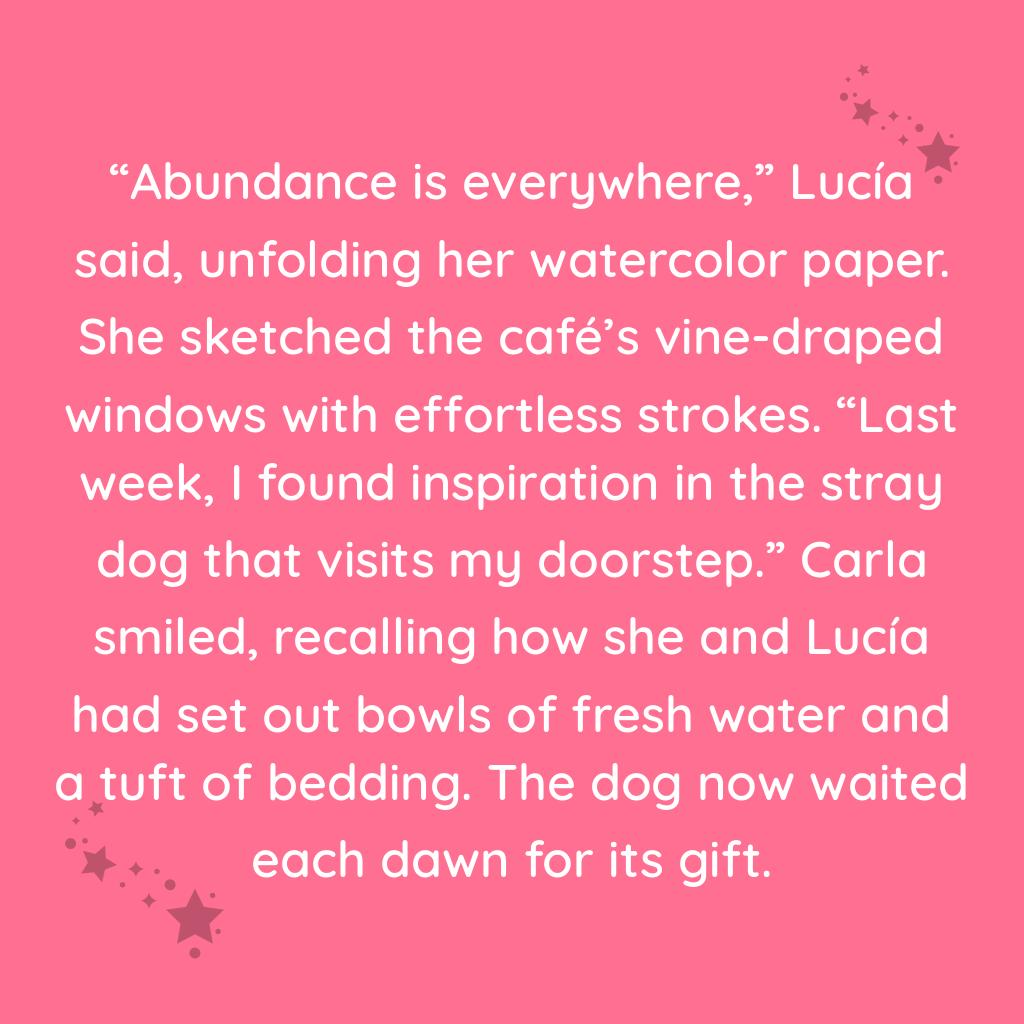 “Abundance is everywhere,” Lucía
said, unfolding her watercolor paper.
She sketched the café’s vine-draped
windows with effortless strokes. “Last
week, I found inspiration in the stray
dog that visits my doorstep.” Carla
smiled, recalling how she and Lucía
had set out bowls of fresh water and
a tuft of bedding. The dog now waited
each dawn for its gift.